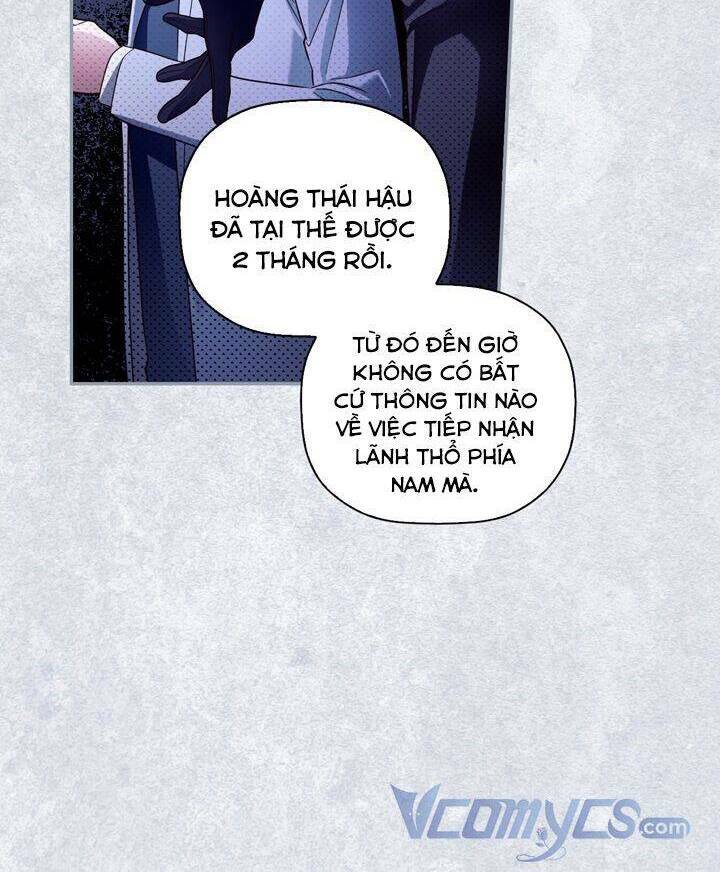 HOÀNG THÁI HẬU
ĐÃ TẠI THẾ ĐƯỢC
2 THÁNG RỒI.
TỪ ĐÓ ĐẾN GIỜ
KHÔNG CÓ BẤT
CỨ THÔNG TIN NÀO
VỀ VIỆC TIẾP NHẬN
LÃNH THỔ PHÍA
NAM MÀ.
VCOMYCS.com